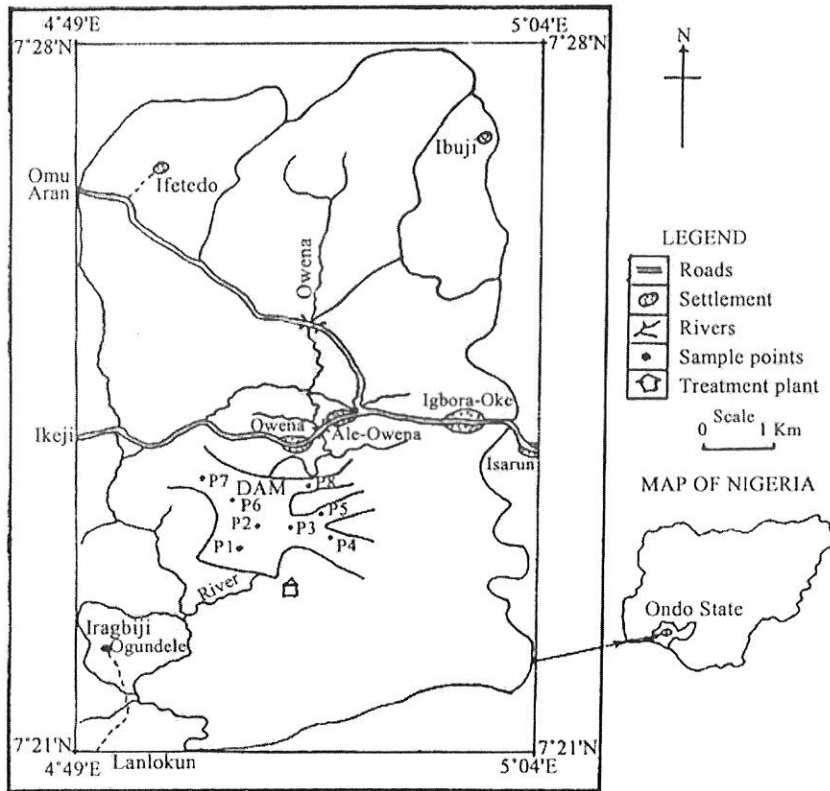 4°49'E
5°04'E
7°28'N
7°28'N
N
Ibuji
Ifetedo
Omu
Aran
Owena
LEGEND
Roads
Settlement
Rivers
Sample points
Treatment plant
Scale
0 1 Km
Igbora-Oke
Owena
Ale-Owena
Ikeji
Isarun
MAP OF NIGERIA
P7
DAM
P8
P6
P5
P2
P3
P4
P1
River
Ondo State
Iragbiji
Ogundele
7°21'N
7°21'N
4°49'E
5°04'E
Lanlokun